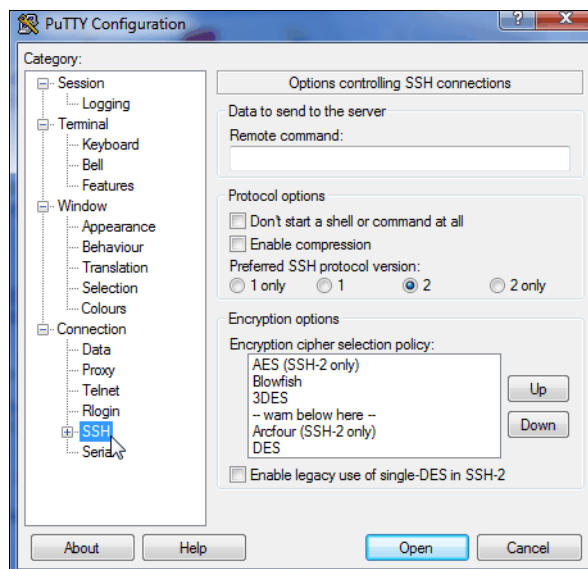 PuTTY Configuration
Category:
Session
Logging
Terminal
Keyboard
Bell
Features
Window
Appearance
Behaviour
Translation
Selection
Colours
Connection
Data
Proxy
Telnet
Rlogin
SSH
Serial
Options controlling SSH connections
Data to send to the server
Remote command:
Protocol options
Don't start a shell or command at all
Enable compression
Preferred SSH protocol version:
1 only 1 2 2 only
Encryption options
Encryption cipher selection policy:
AES (SSH-2 only)
Blowfish
3DES
-- warn below here --
Arcfour (SSH-2 only)
DES
Up
Down
Enable legacy use of single-DES in SSH-2
About Help Open Cancel